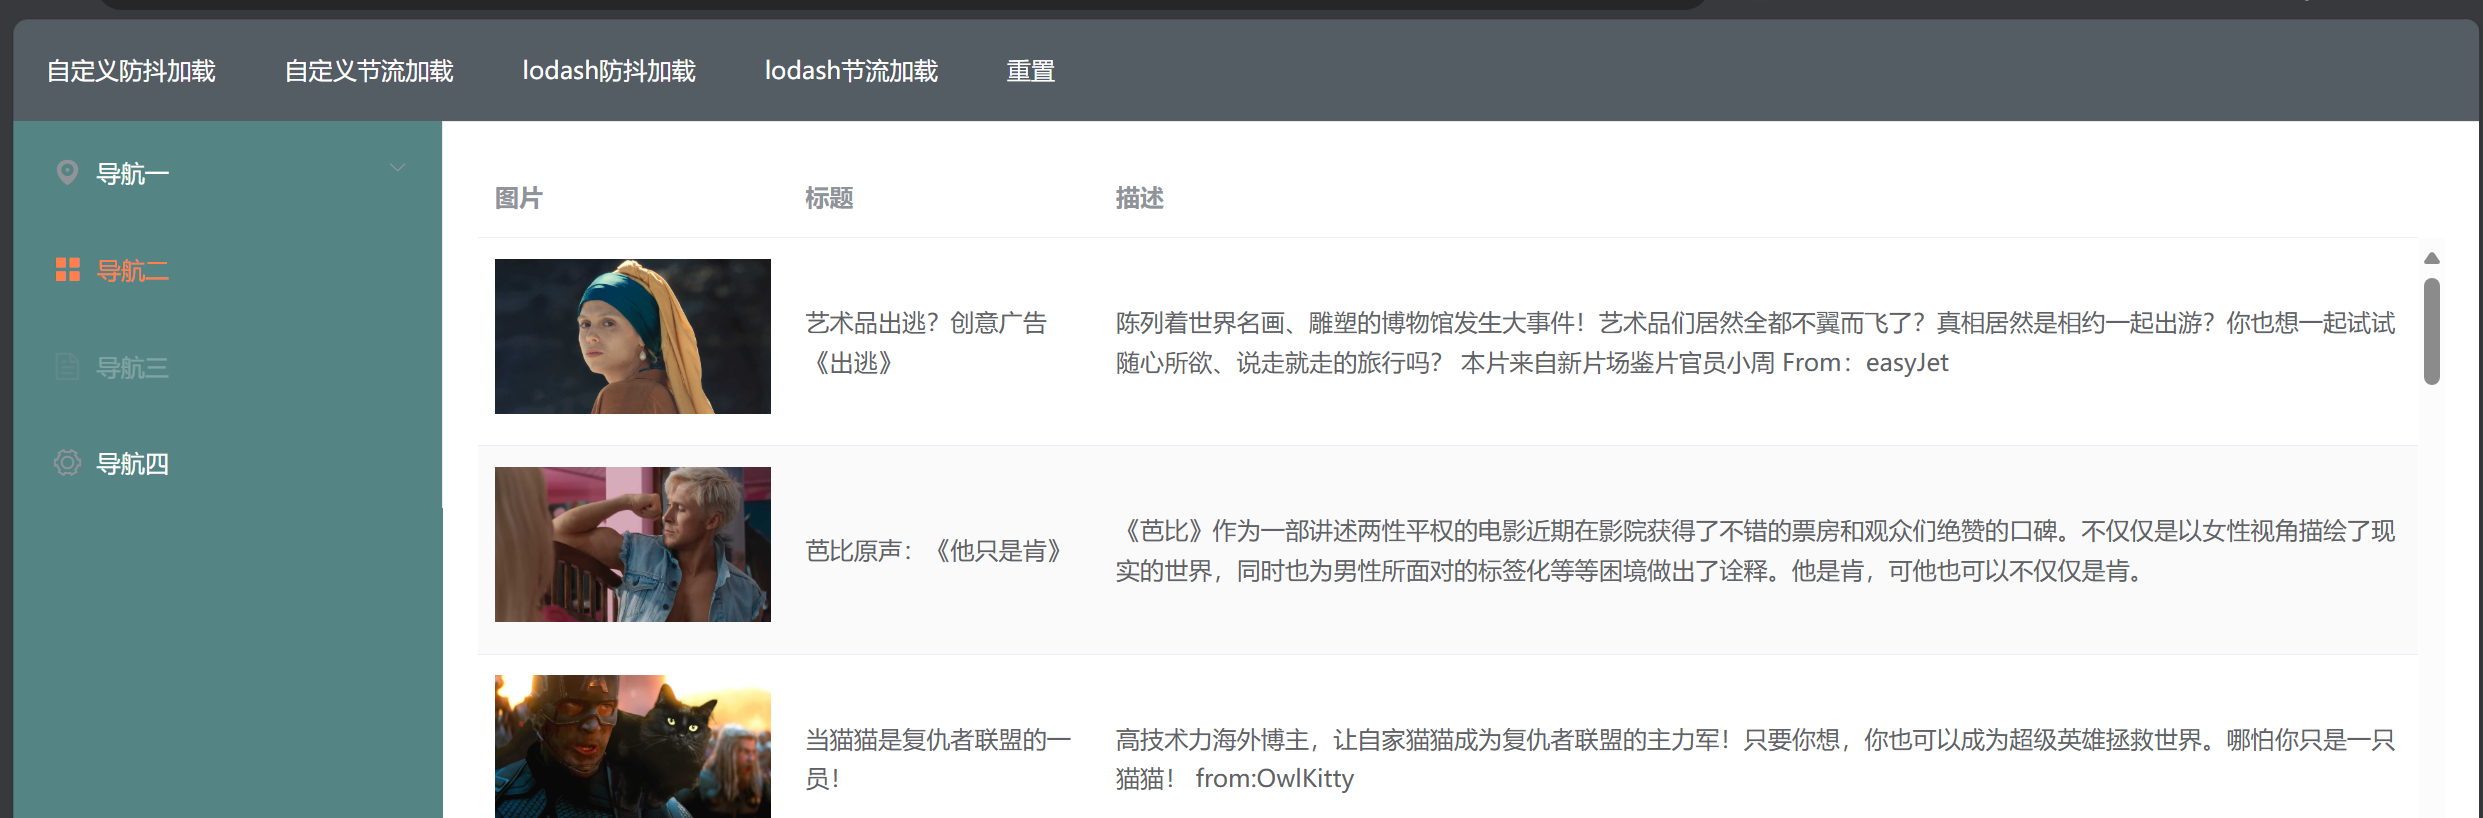 自定义防抖加载 自定义节流加载 lodash防抖加载 lodash节流加载 重置
导航一
导航二
导航三
导航四
图片 标题 描述
艺术品出逃？创意广告
《出逃》
陈列着世界名画、雕塑的博物馆发生大事件！艺术品们居然全都不翼而飞了？真相居然是相约一起出游？你也想一起试试
随心所欲、说走就走的旅行吗？ 本片来自新片场鉴片官员小周 From：easyJet
芭比原声：《他只是肯》
《芭比》作为一部讲述两性平权的电影近期在影院获得了不错的票房和观众们绝赞的口碑。不仅仅是以女性视角描绘了现
实的世界，同时也为男性所面对的标签化等等困境做出了诠释。他是肯，可他也可以不仅仅是肯。
当猫猫是复仇者联盟的一
员！
高技术力海外博主，让自家猫猫成为复仇者联盟的主力军！只要你想，你也可以成为超级英雄拯救世界。哪怕你只是一只
猫猫！ from:OwlKitty